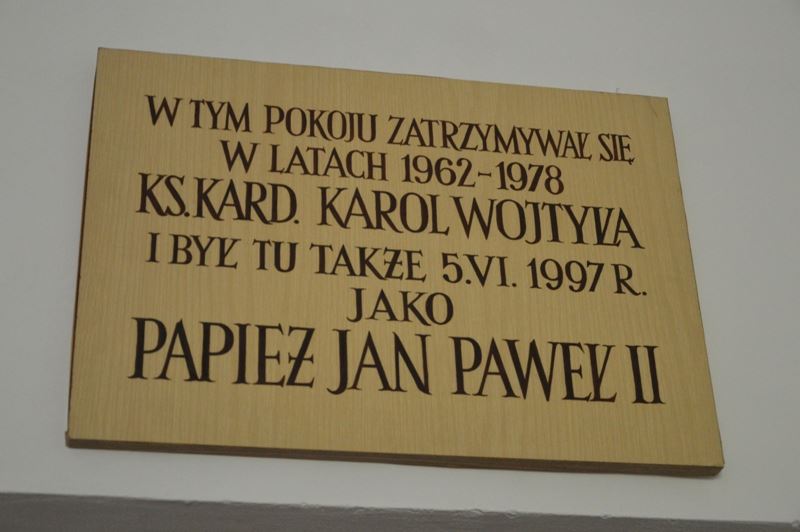 W TYM POKOJU ZATRZYMYWAŁ SIĘ
W LATACH 1962-1978
KS. KARD. KAROL WOJTYŁA
I BYŁ TU TAKŻE 5.VI. 1997 R.
JAKO
PAPIEŻ JAN PAWEŁ II